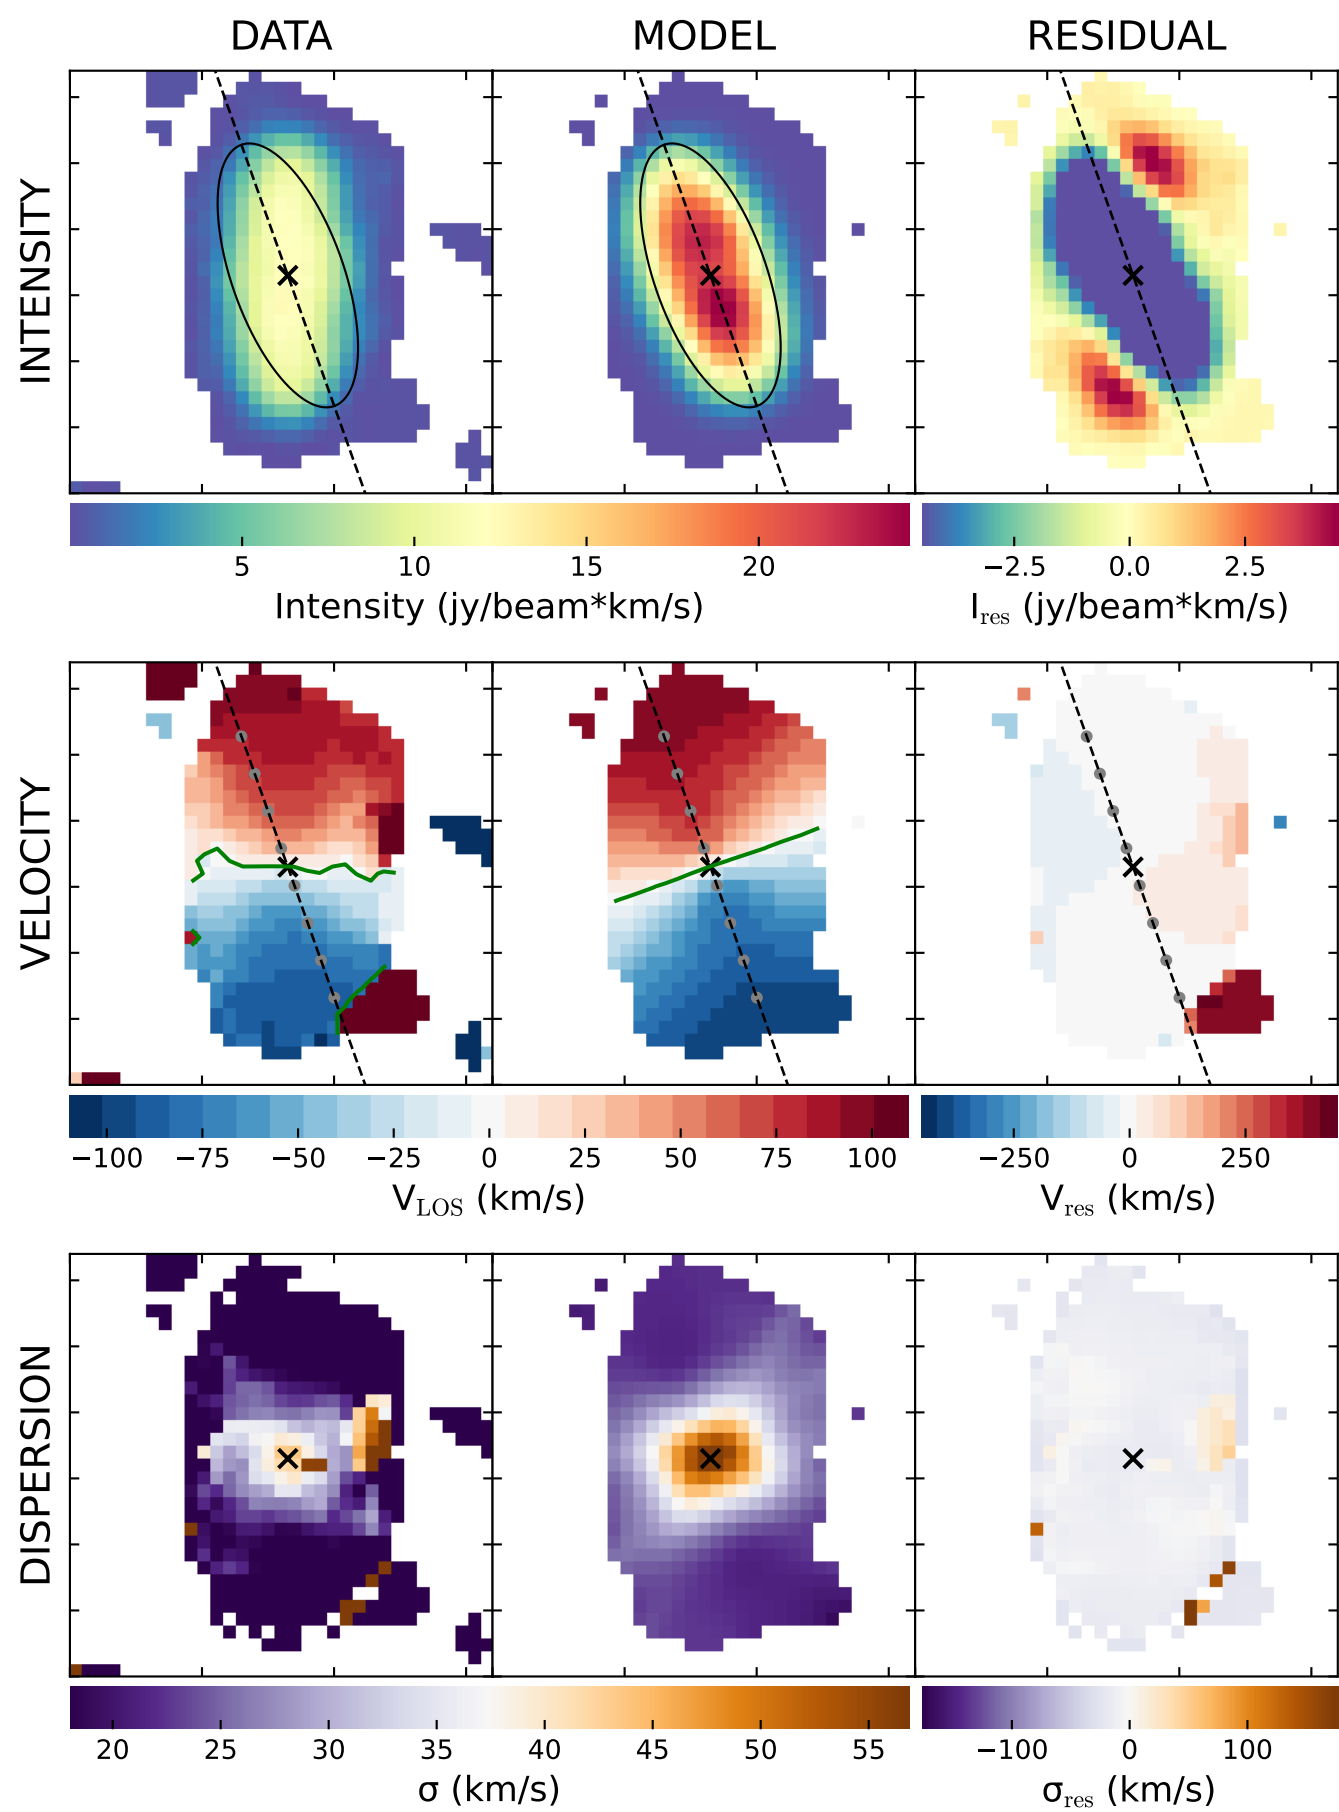 DATA MODEL RESIDUAL
INTENSITY
5 10 15 20
−2.5 0.0 2.5
Intensity (jy/beam*km/s)
I_res (jy/beam*km/s)
VELOCITY
−100 −75 −50 −25 0 25 50 75 100
−250 0 250
V_LOS (km/s)
V_res (km/s)
DISPERSION
20 25 30 35 40 45 50 55
−100 0 100
σ (km/s)
σ_res (km/s)